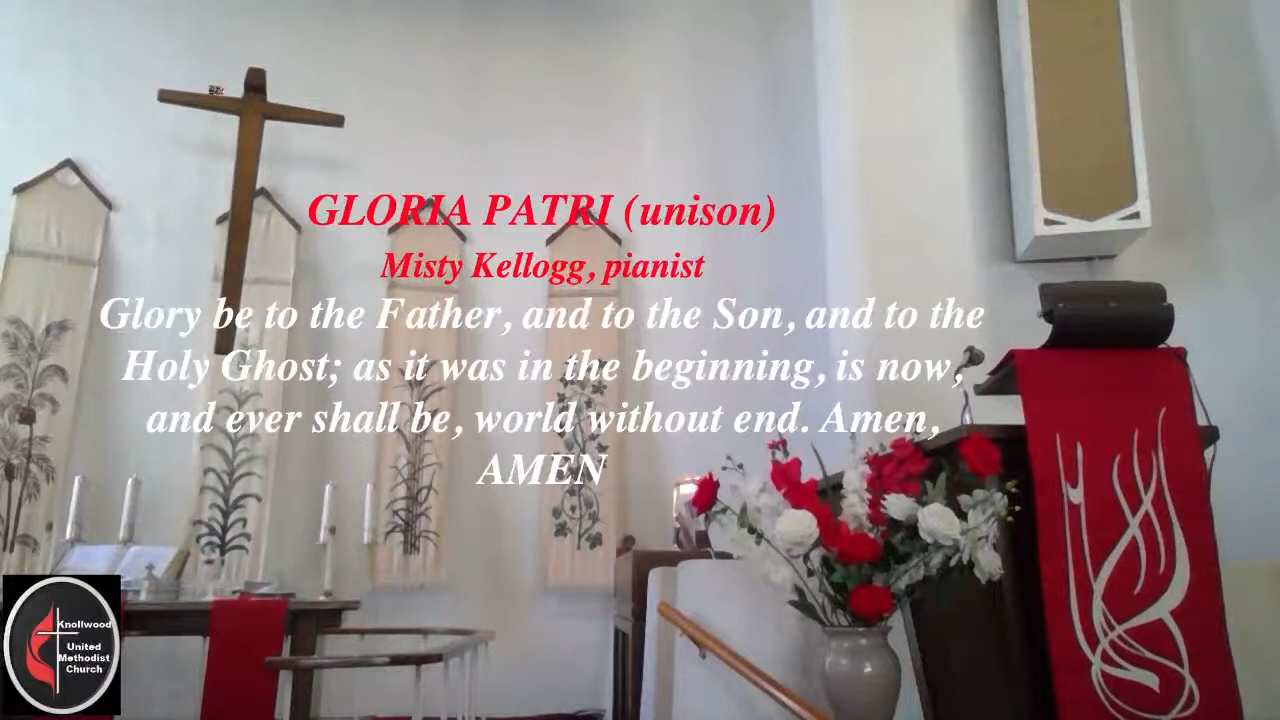 GLORIA PATRI (unison)
Misty Kellogg, pianist
Glory be to the Father, and to the Son, and to the
Holy Ghost; as it was in the beginning, is now,
and ever shall be, world without end. Amen,
AMEN
Knollwood
United
Methodist
Church